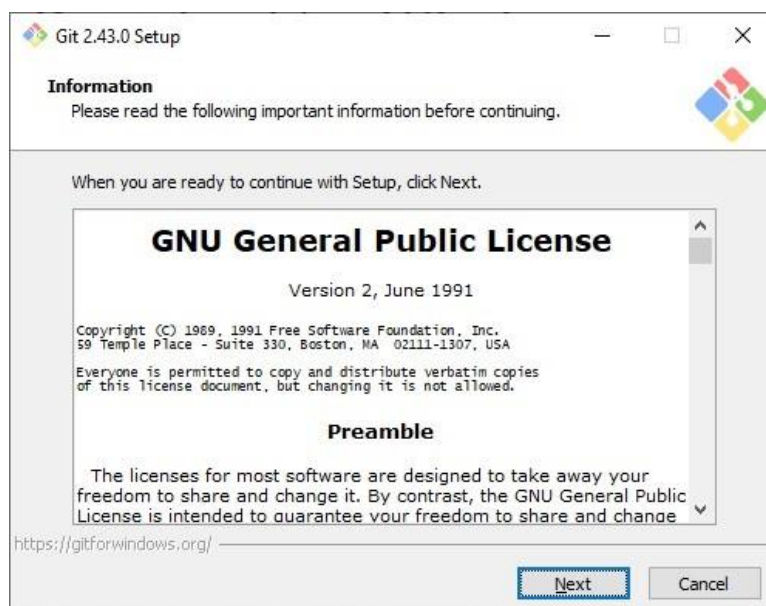 Git 2.43.0 Setup
Information
Please read the following important information before continuing.
When you are ready to continue with Setup, click Next.
GNU General Public License
Version 2, June 1991
Copyright (C) 1989, 1991 Free Software Foundation, Inc.
59 Temple Place - Suite 330, Boston, MA  02111-1307, USA
Everyone is permitted to copy and distribute verbatim copies
of this license document, but changing it is not allowed.
Preamble
The licenses for most software are designed to take away your
freedom to share and change it. By contrast, the GNU General Public
License is intended to guarantee your freedom to share and change
https://gitforwindows.org/
Next
Cancel